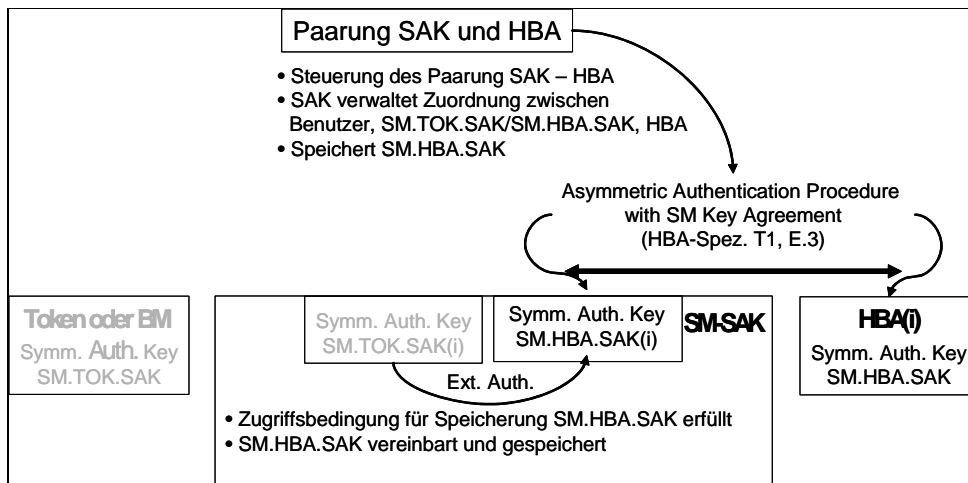 Paarung SAK und HBA
• Steuerung des Paarung SAK – HBA
• SAK verwaltet Zuordnung zwischen
Benutzer, SM.TOK.SAK/SM.HBA.SAK, HBA
• Speichert SM.HBA.SAK
Asymmetric Authentication Procedure
with SM Key Agreement
(HBA-Spez. T1, E.3)
Token oder BM
Symm. Auth. Key
SM.TOK.SAK
Symm. Auth. Key
SM.TOK.SAK(i)
Symm. Auth. Key
SM.HBA.SAK(i)
SM-SAK
Ext. Auth.
• Zugriffsbedingung für Speicherung SM.HBA.SAK erfüllt
• SM.HBA.SAK vereinbart und gespeichert
HBA(i)
Symm. Auth. Key
SM.HBA.SAK